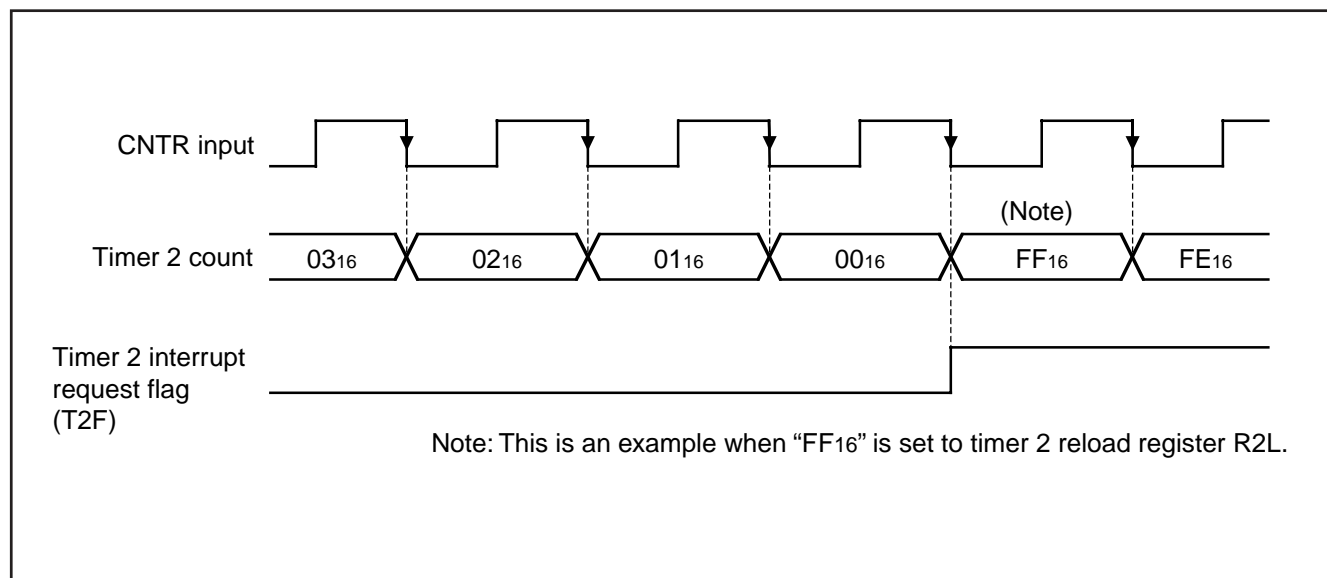 CNTR input
(Note)
Timer 2 count
0316 0216 0116 0016 FF16 FE16
Timer 2 interrupt
request flag
(T2F)
Note: This is an example when “FF16” is set to timer 2 reload register R2L.